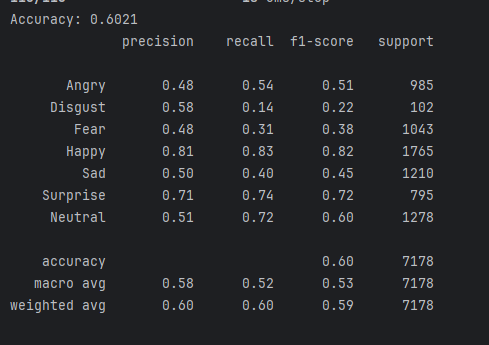 Accuracy: 0.6021
precision recall f1-score support
Angry 0.48 0.54 0.51 985
Disgust 0.58 0.14 0.22 102
Fear 0.48 0.31 0.38 1043
Happy 0.81 0.83 0.82 1765
Sad 0.50 0.40 0.45 1210
Surprise 0.71 0.74 0.72 795
Neutral 0.51 0.72 0.60 1278
accuracy 0.60 7178
macro avg 0.58 0.52 0.53 7178
weighted avg 0.60 0.60 0.59 7178